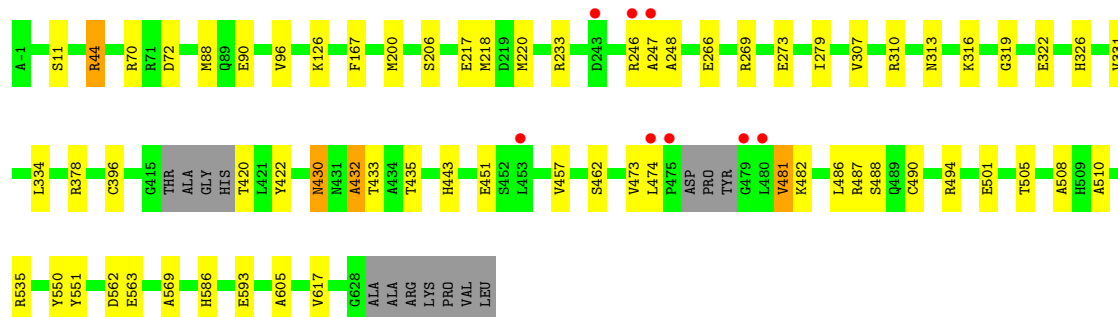 A-1 S11 R44 R70 R71 D72 M88 Q89 E90 V96 K126 F167 M200 S206 E217 M218 D219 M220 R233 D243 R246 A247 A248 E266 R269 E273 I279 V307 R310 N313 K316 G319 E322 H326 V331
L334 R378 C396 G415 THR ALA GLY HIS T420 L421 Y422 N430 N431 A432 T433 A434 T435 H443 E451 S452 L453 V457 S462 V473 L474 P475 ASP PRO TYR G479 L480 V481 K482 L486 R487 S488 Q489 C490 R494 E501 T505 A508 H509 A510
R535 Y550 Y551 D562 E563 A569 H586 E593 A605 V617 G628 ALA ALA ARG LYS PRO VAL LEU